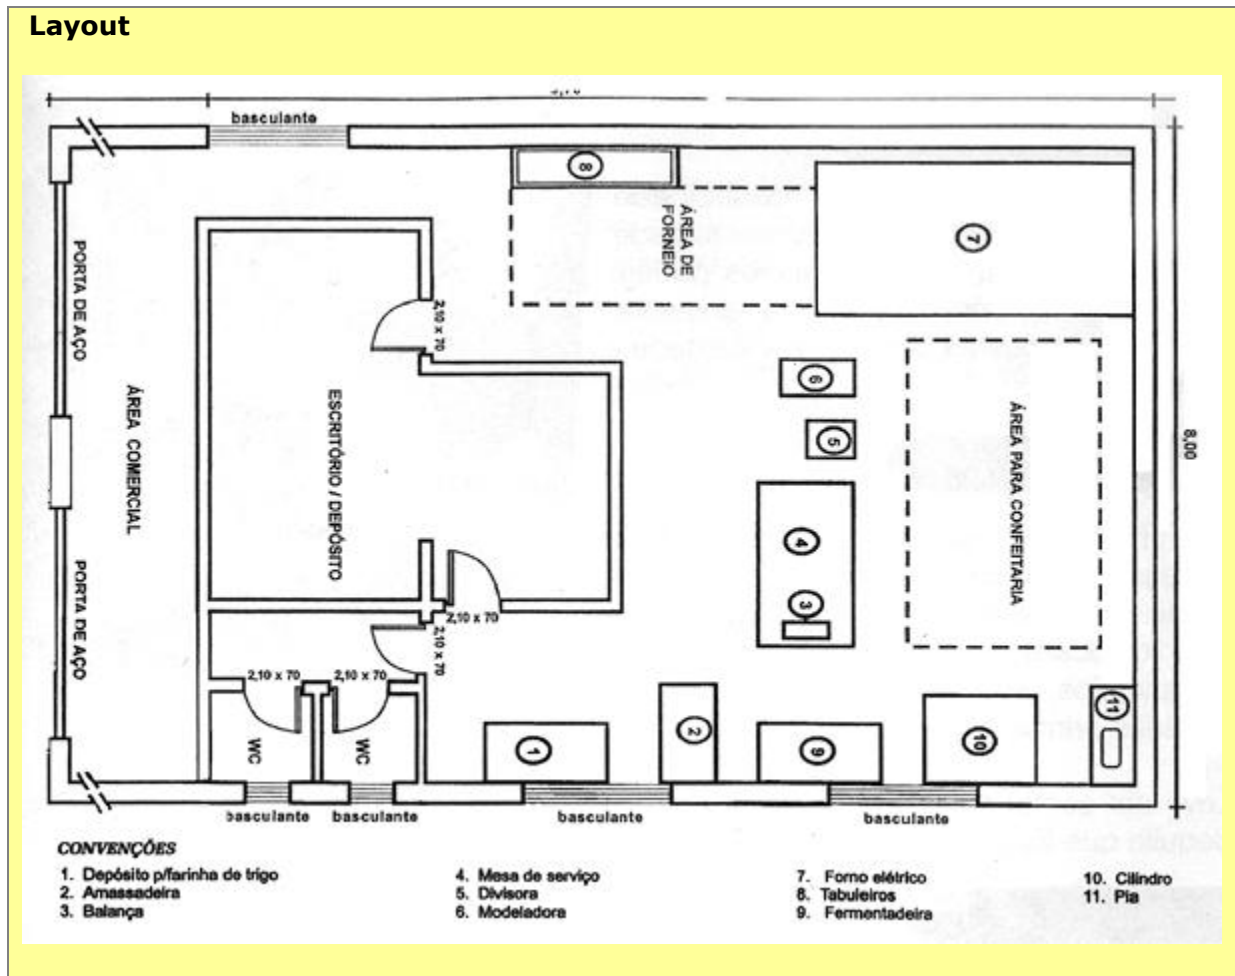 Layout
basculante
8
ÁREA DE
FORNEIO
7
PORTA DE AÇO
2,10 x 70
6
5
8,00
ÁREA COMERCIAL
ESCRITÓRIO / DEPÓSITO
4
ÁREA PARA CONFEITARIA
3
2,10 x 70
PORTA DE AÇO
2,10 x 70
2,10 x 70
2,10 x 70
11
WC
WC
1
2
9
10
basculante
basculante
basculante
basculante
CONVENÇÕES
1. Depósito p/farinha de trigo
2. Amassadeira
3. Balança
4. Mesa de serviço
5. Divisora
6. Modeladora
7. Forno elétrico
8. Tabuleiros
9. Fermentadeira
10. Cilindro
11. Pia